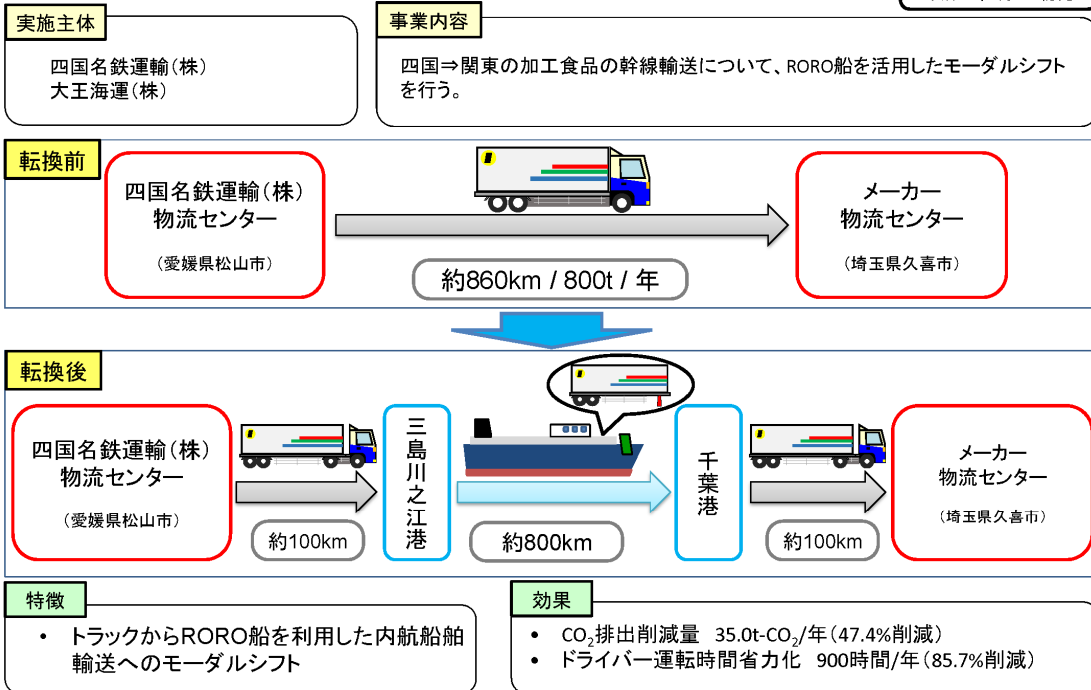 実施主体
四国名鉄運輸(株)
大王海運(株)
事業内容
四国⇒関東の加工食品の幹線輸送について、RORO船を活用したモーダルシフト
を行う。
転換前
四国名鉄運輸(株)
物流センター
(愛媛県松山市)
約860km / 800t / 年
メーカー
物流センター
(埼玉県久喜市)
転換後
四国名鉄運輸(株)
物流センター
(愛媛県松山市)
約100km
三島川之江港
約800km
千葉港
約100km
メーカー
物流センター
(埼玉県久喜市)
特徴
• トラックからRORO船を利用した内航船舶
輸送へのモーダルシフト
効果
• CO₂排出削減量 35.0t-CO₂/年(47.4%削減)
• ドライバー運転時間省力化 900時間/年(85.7%削減)